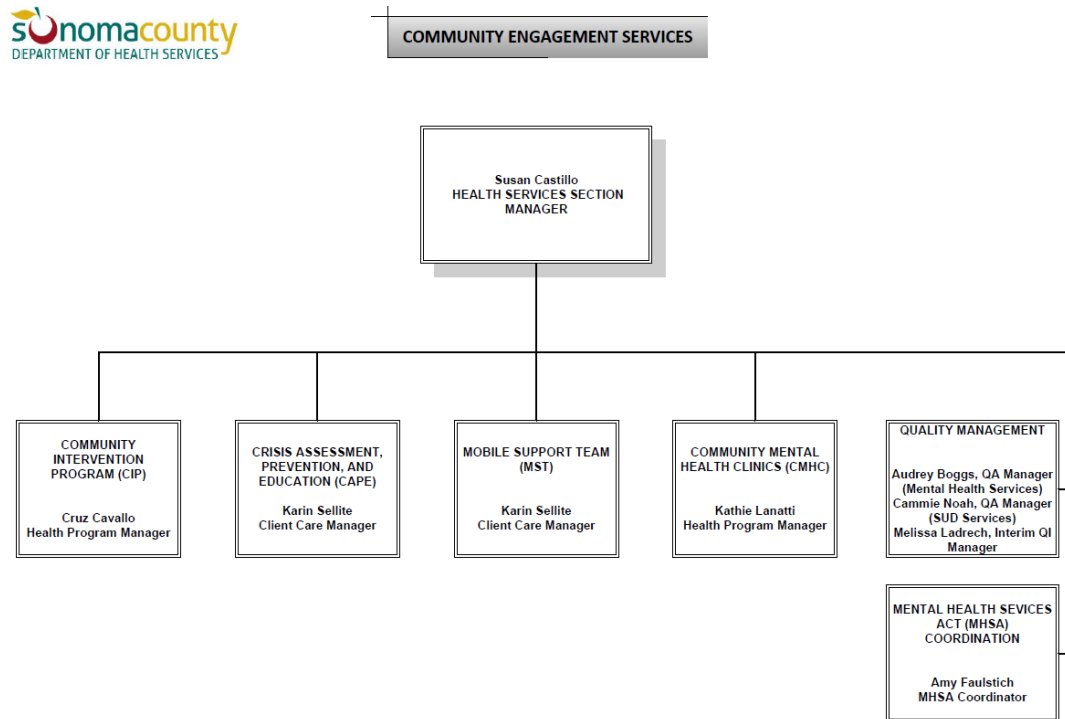 sonomacounty
DEPARTMENT OF HEALTH SERVICES
COMMUNITY ENGAGEMENT SERVICES
Susan Castillo
HEALTH SERVICES SECTION
MANAGER
COMMUNITY
INTERVENTION
PROGRAM (CIP)
Cruz Cavallo
Health Program Manager
CRISIS ASSESSMENT,
PREVENTION, AND
EDUCATION (CAPE)
Karin Sellite
Client Care Manager
MOBILE SUPPORT TEAM
(MST)
Karin Sellite
Client Care Manager
COMMUNITY MENTAL
HEALTH CLINICS (CMHC)
Kathie Lanatti
Health Program Manager
QUALITY MANAGEMENT
Audrey Boggs, QA Manager
(Mental Health Services)
Cammie Noah, QA Manager
(SUD Services)
Melissa Ladrech, Interim QI
Manager
MENTAL HEALTH SEVICES
ACT (MHSA)
COORDINATION
Amy Faulstich
MHSA Coordinator